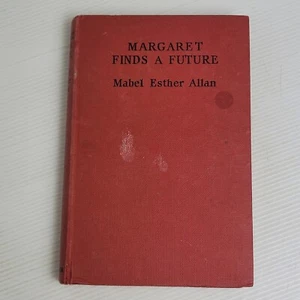 MARGARET
FINDS A FUTURE
Mabel Esther Allan